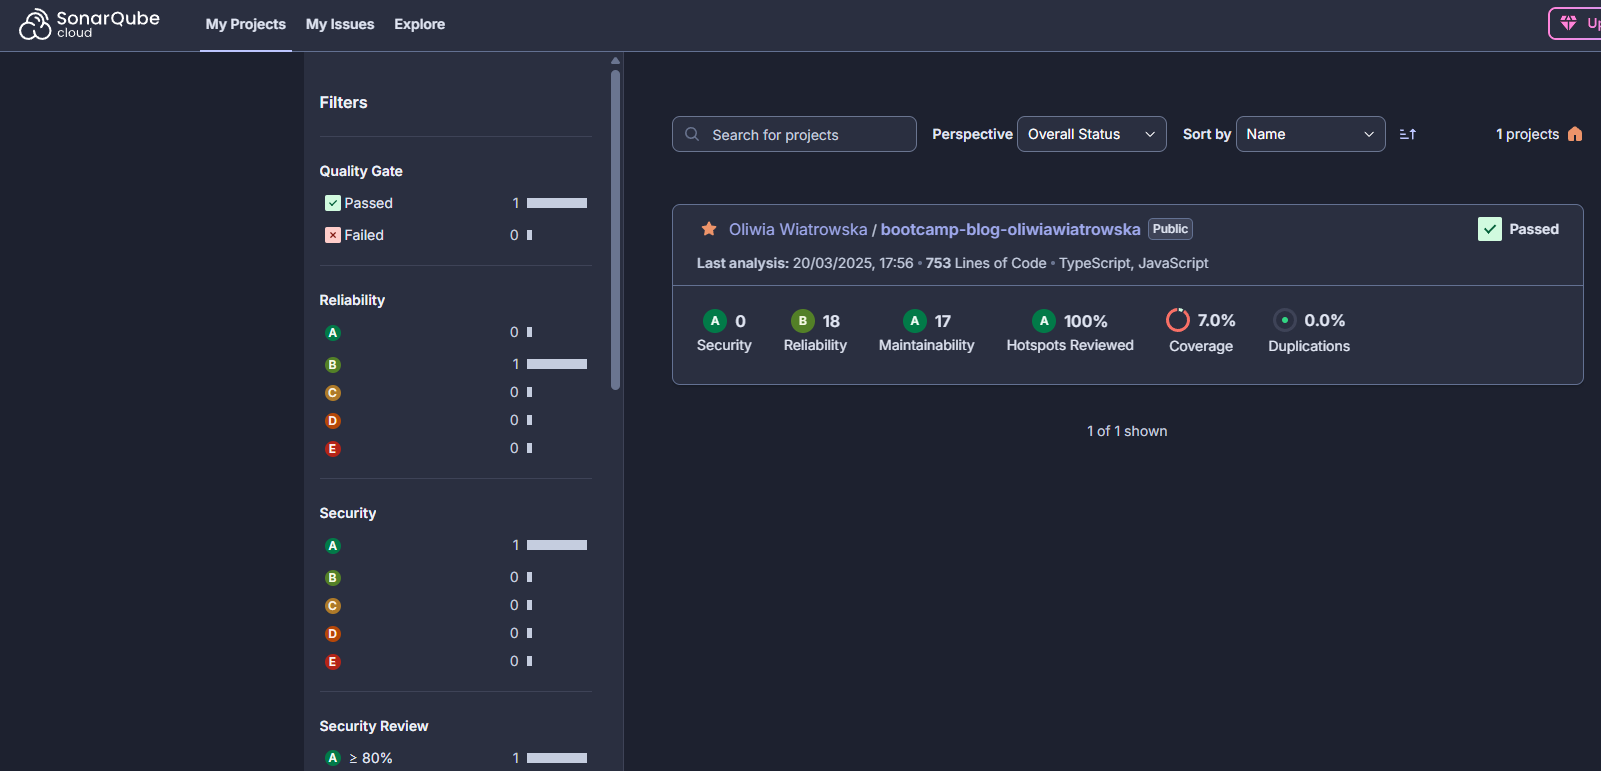 SonarQube
cloud
My Projects My Issues Explore
Up
Filters
Quality Gate
Passed 1
Failed 0
Reliability
A 0
B 1
C 0
D 0
E 0
Security
A 1
B 0
C 0
D 0
E 0
Security Review
A ≥ 80% 1
Search for projects Perspective Overall Status Sort by Name 1 projects
Oliwia Wiatrowska / bootcamp-blog-oliwiawiatrowska Public Passed
Last analysis: 20/03/2025, 17:56 • 753 Lines of Code • TypeScript, JavaScript
A 0 B 18 A 17 A 100% 7.0% 0.0%
Security Reliability Maintainability Hotspots Reviewed Coverage Duplications
1 of 1 shown